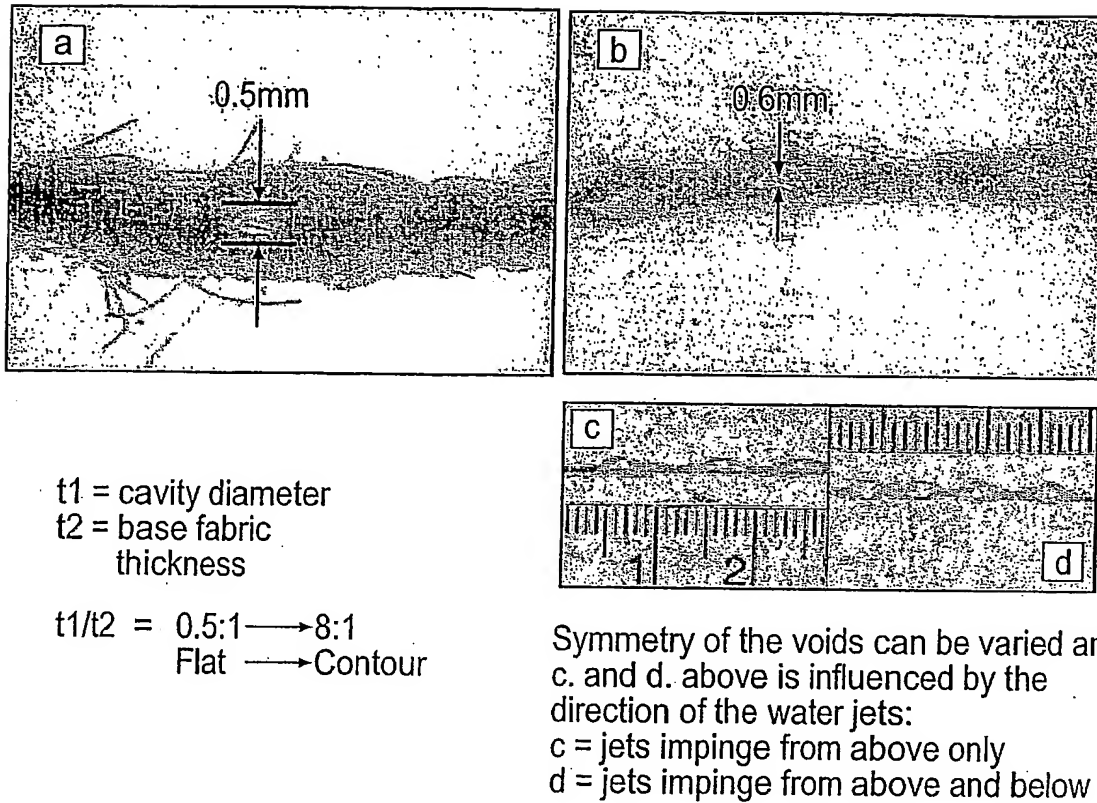 a
0.5mm
b
0.6mm
t1 = cavity diameter
t2 = base fabric
thickness
t1/t2 = 0.5:1→8:1
Flat →Contour
c
1 2
d
Symmetry of the voids can be varied
c. and d. above is influenced by the
direction of the water jets:
c = jets impinge from above only
d = jets impinge from above and below